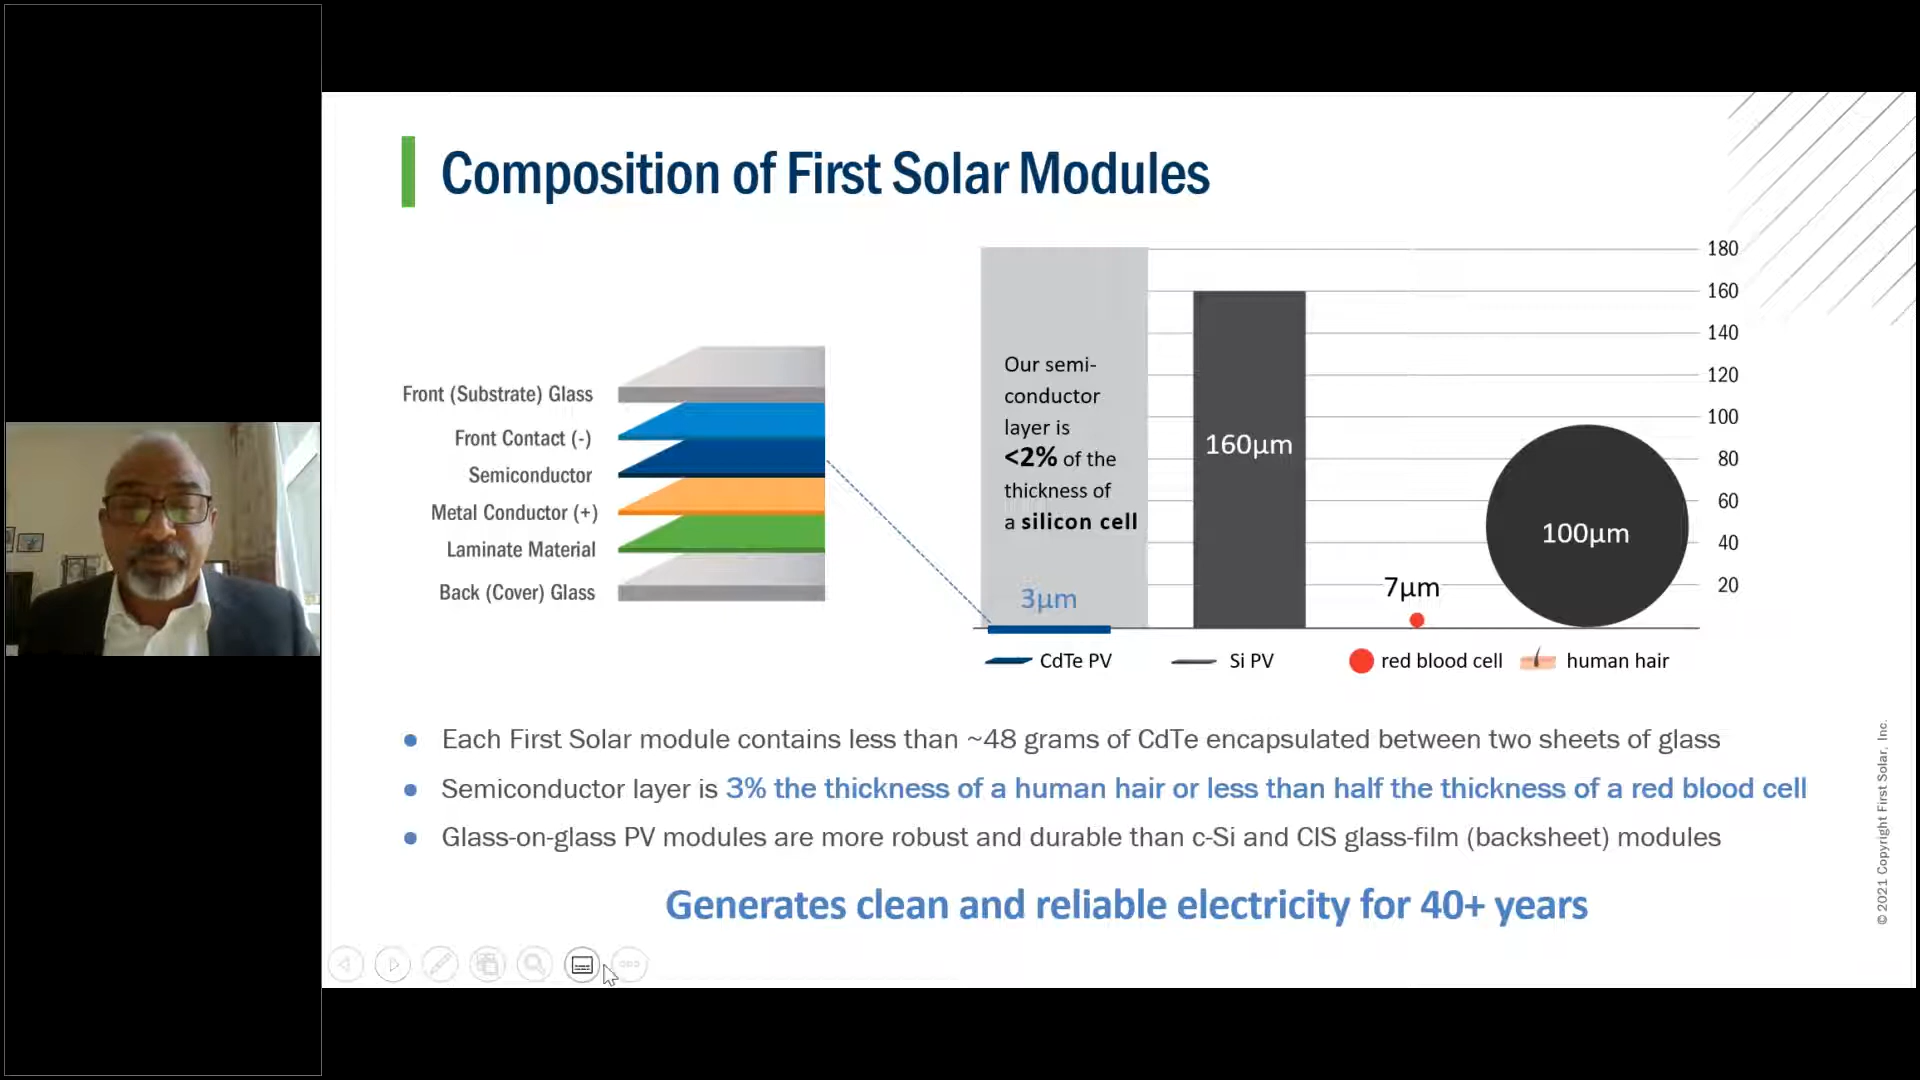 Composition of First Solar Modules
Front (Substrate) Glass
Front Contact (-)
Semiconductor
Metal Conductor (+)
Laminate Material
Back (Cover) Glass
Our semi-
conductor
layer is
<2% of the
thickness of
a silicon cell
3µm
160µm
7µm
100µm
180
160
140
120
100
80
60
40
20
CdTe PV
Si PV
red blood cell
human hair
Each First Solar module contains less than ~48 grams of CdTe encapsulated between two sheets of glass
Semiconductor layer is 3% the thickness of a human hair or less than half the thickness of a red blood cell
Glass-on-glass PV modules are more robust and durable than c-Si and CIS glass-film (backsheet) modules
Generates clean and reliable electricity for 40+ years
© 2021 Copyright First Solar, Inc.